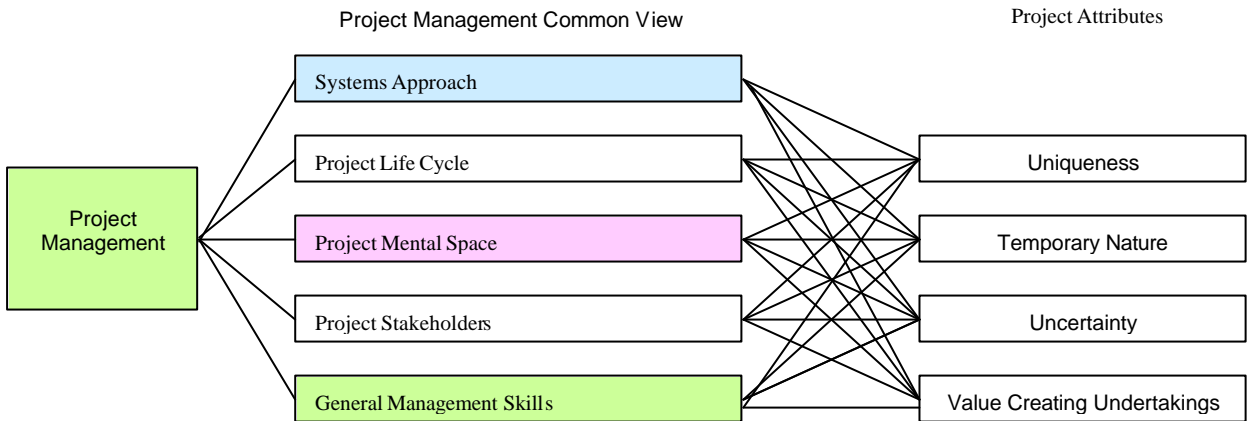 Project Management Common View
Project Attributes
Systems Approach
Project Life Cycle
Uniqueness
Project
Management
Project Mental Space
Temporary Nature
Project Stakeholders
Uncertainty
General Management Skills
Value Creating Undertakings